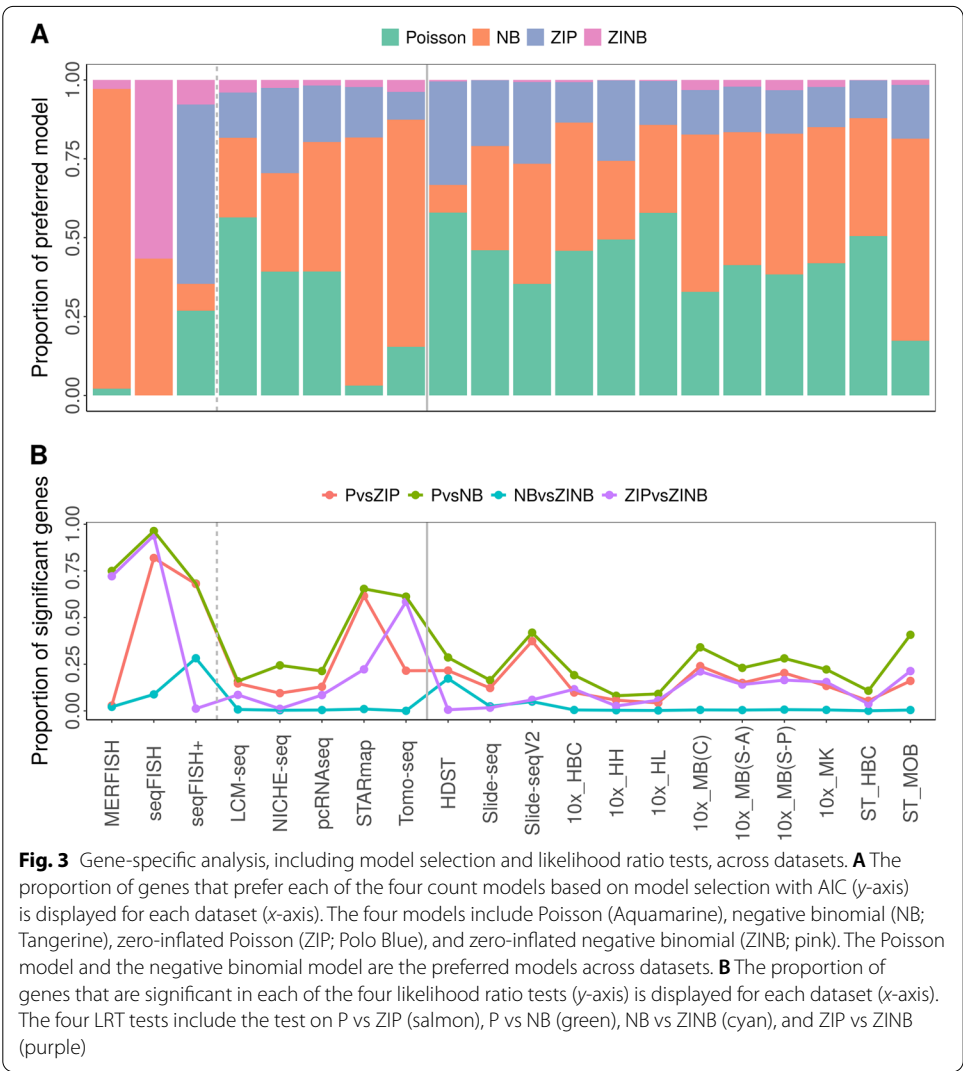 A
Poisson NB ZIP ZINB
Proportion of preferred model
1.00
0.75
0.50
0.25
0.00
B
PvsZIP PvsNB NBvsZINB ZIPvsZINB
Proportion of significant genes
1.00
0.75
0.50
0.25
0.00
MERFISH
seqFISH
seqFISH+
LCM-seq
NICHE-seq
pcRNAseq
STARmap
Tomo-seq
HDST
Slide-seq
Slide-seqV2
10x_HBC
10x_HH
10x_HL
10x_MB(C)
10x_MB(S-A)
10x_MB(S-P)
10x_MK
ST_HBC
ST_MOB
Fig. 3 Gene-specific analysis, including model selection and likelihood ratio tests, across datasets. A The
proportion of genes that prefer each of the four count models based on model selection with AIC (y-axis)
is displayed for each dataset (x-axis). The four models include Poisson (Aquamarine), negative binomial (NB;
Tangerine), zero-inflated Poisson (ZIP; Polo Blue), and zero-inflated negative binomial (ZINB; pink). The Poisson
model and the negative binomial model are the preferred models across datasets. B The proportion of
genes that are significant in each of the four likelihood ratio tests (y-axis) is displayed for each dataset (x-axis).
The four LRT tests include the test on P vs ZIP (salmon), P vs NB (green), NB vs ZINB (cyan), and ZIP vs ZINB
(purple)